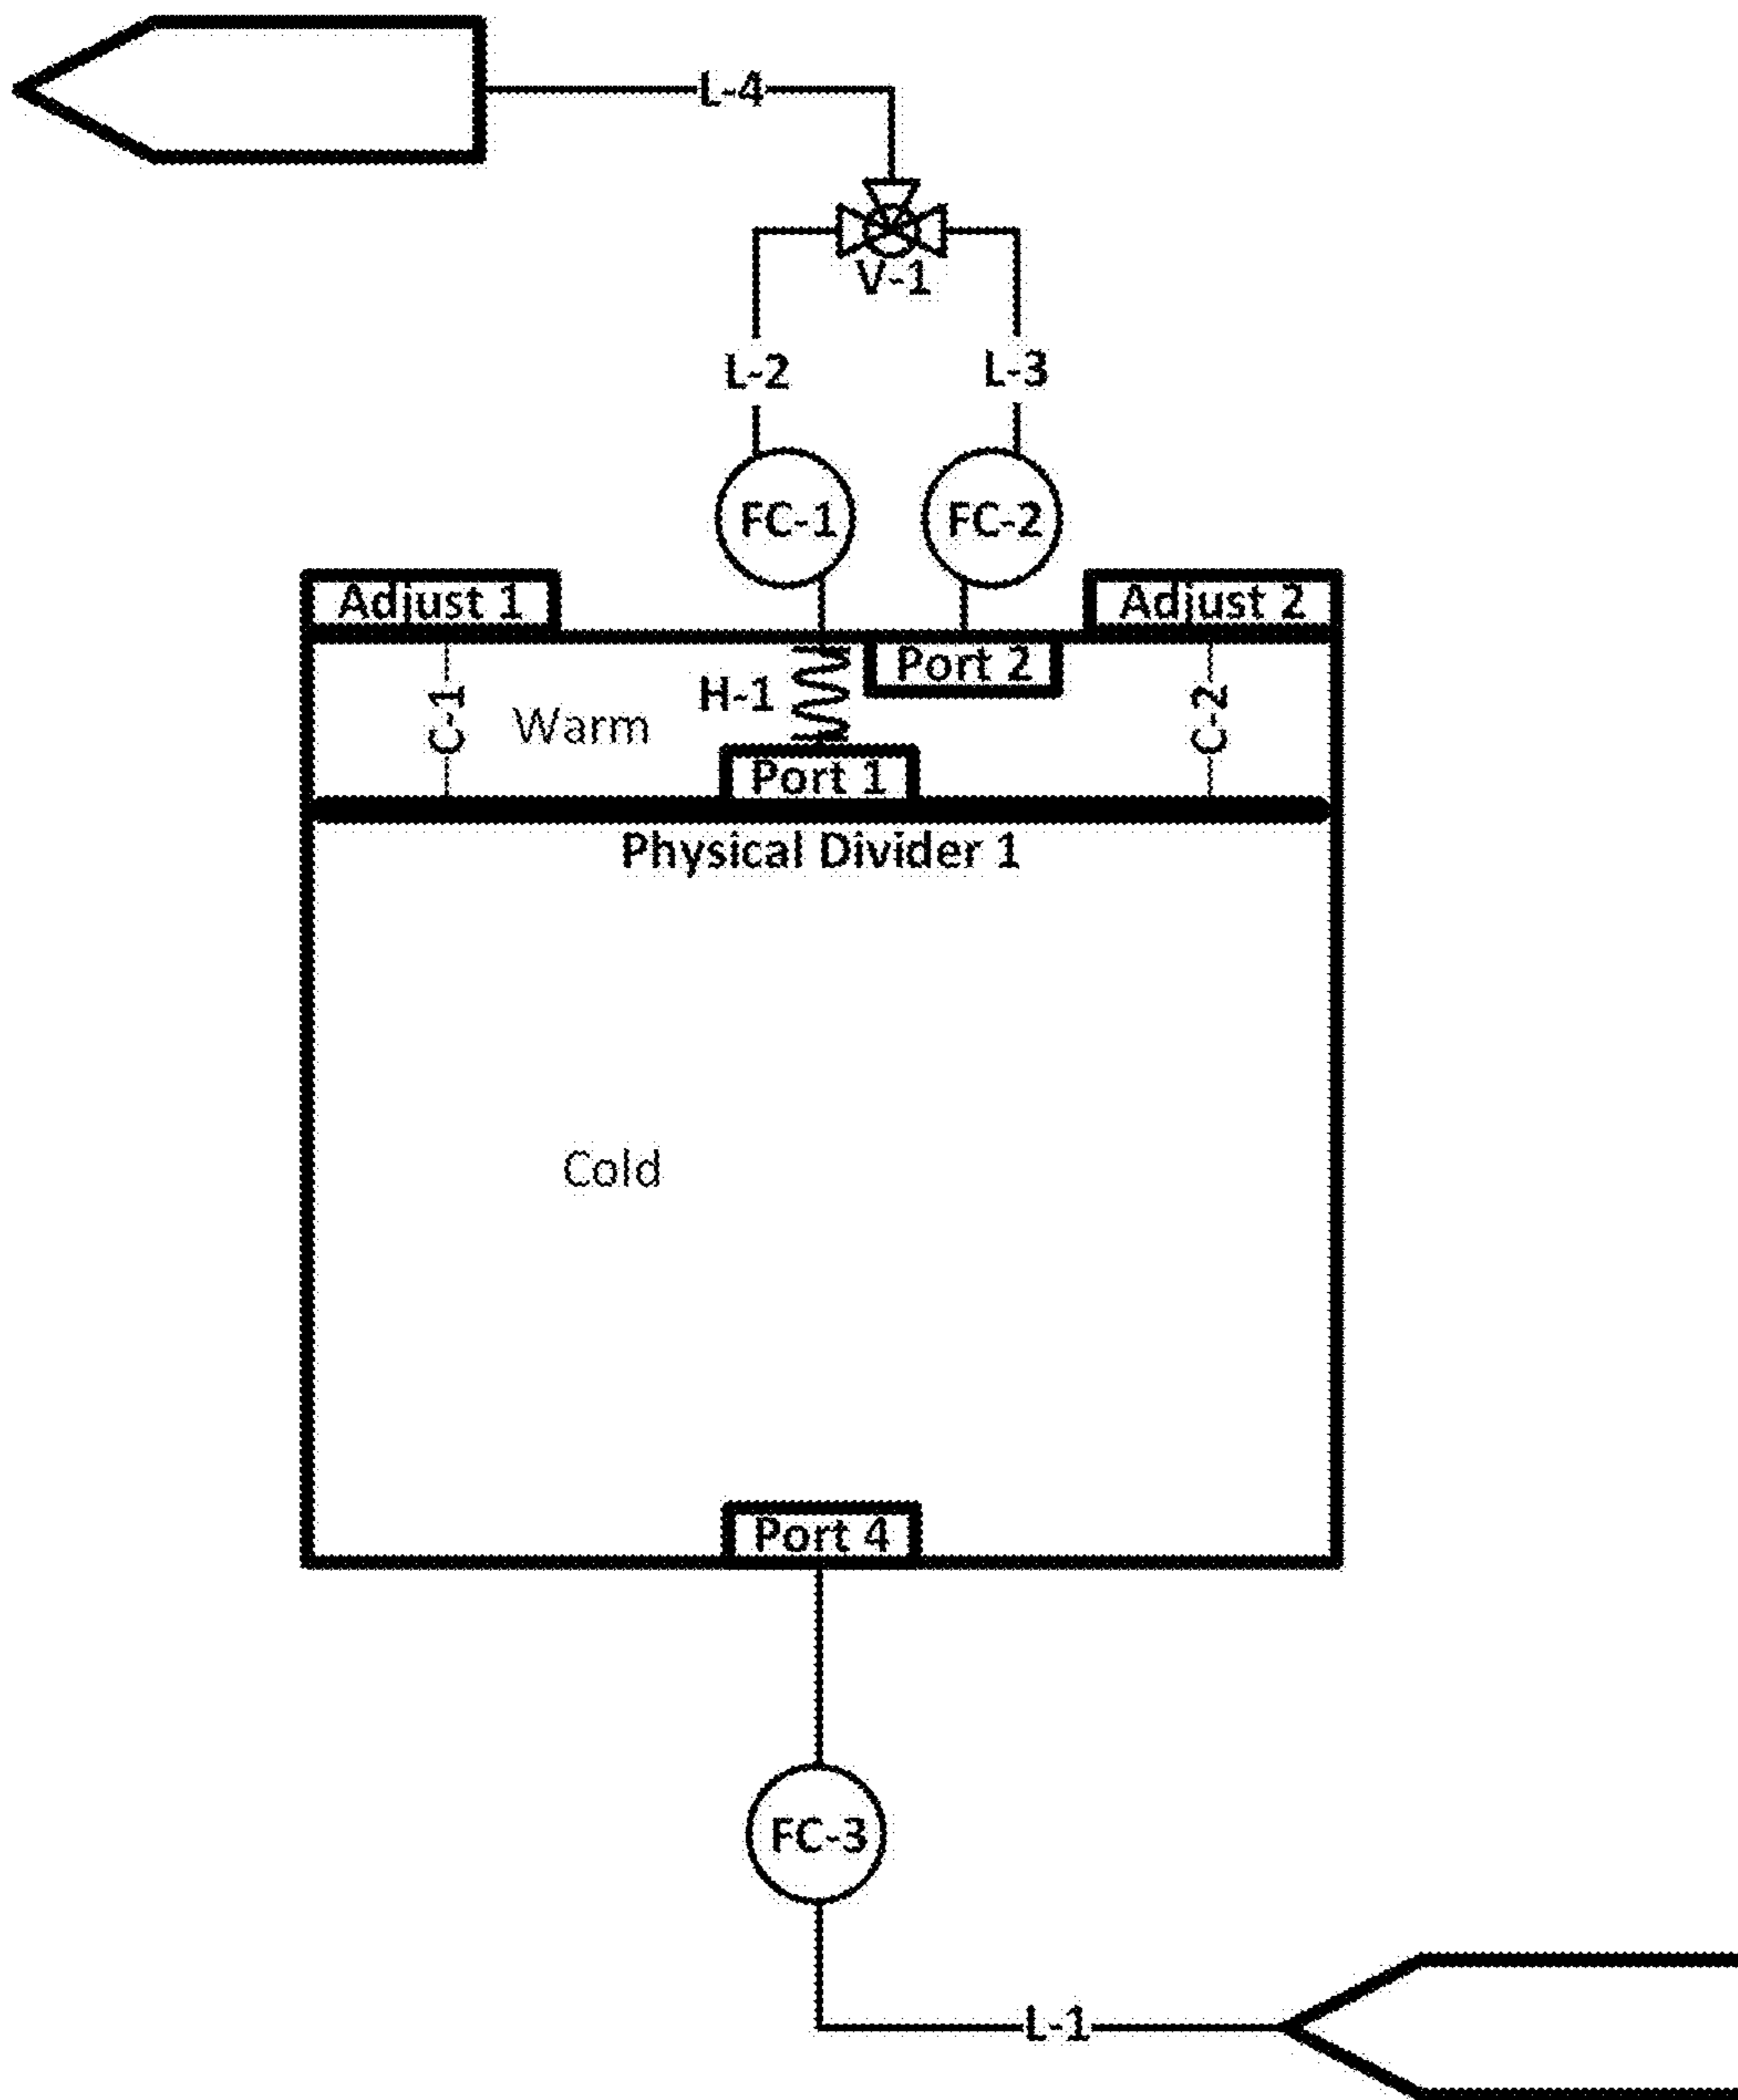 L-4
V-1
L-2
L-3
FC-1
FC-2
Adjust 1
Adjust 2
Port 2
H-1
C-1
Warm
C-2
Port 1
Physical Divider 1
Cold
Port 4
FC-3
L-1